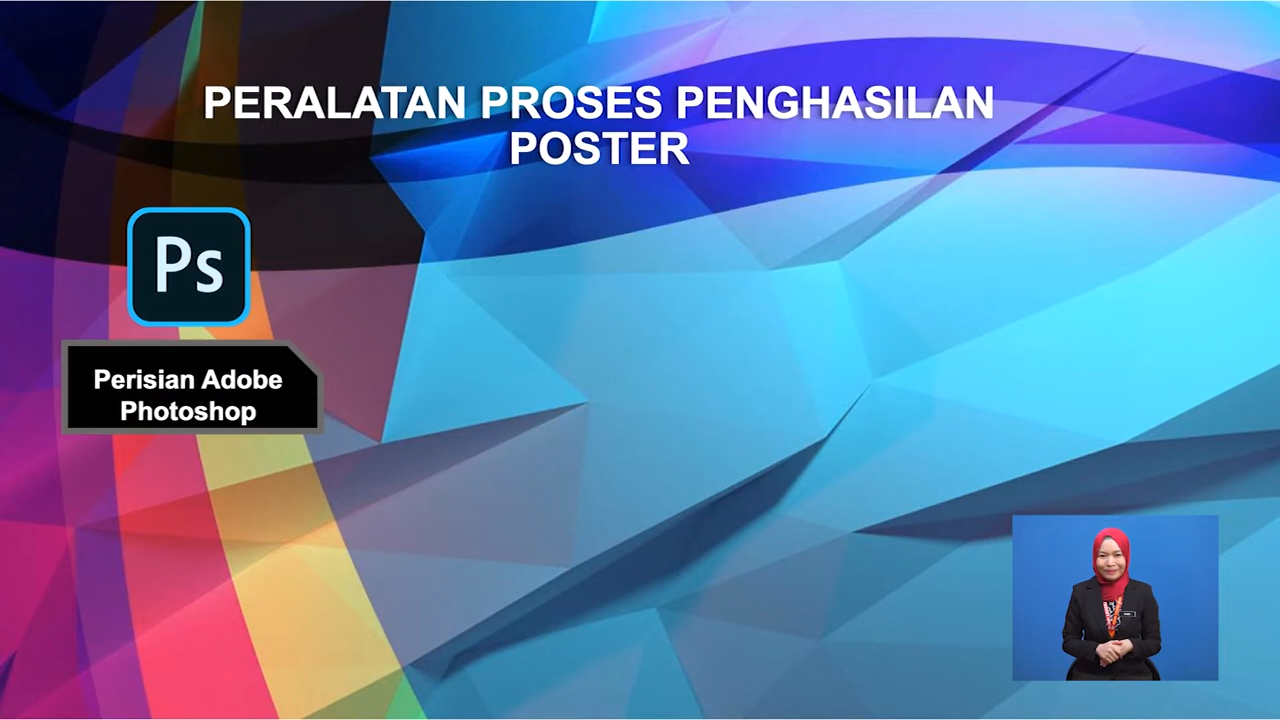 PERALATAN PROSES PENGHASILAN
POSTER
Ps
Perisian Adobe
Photoshop